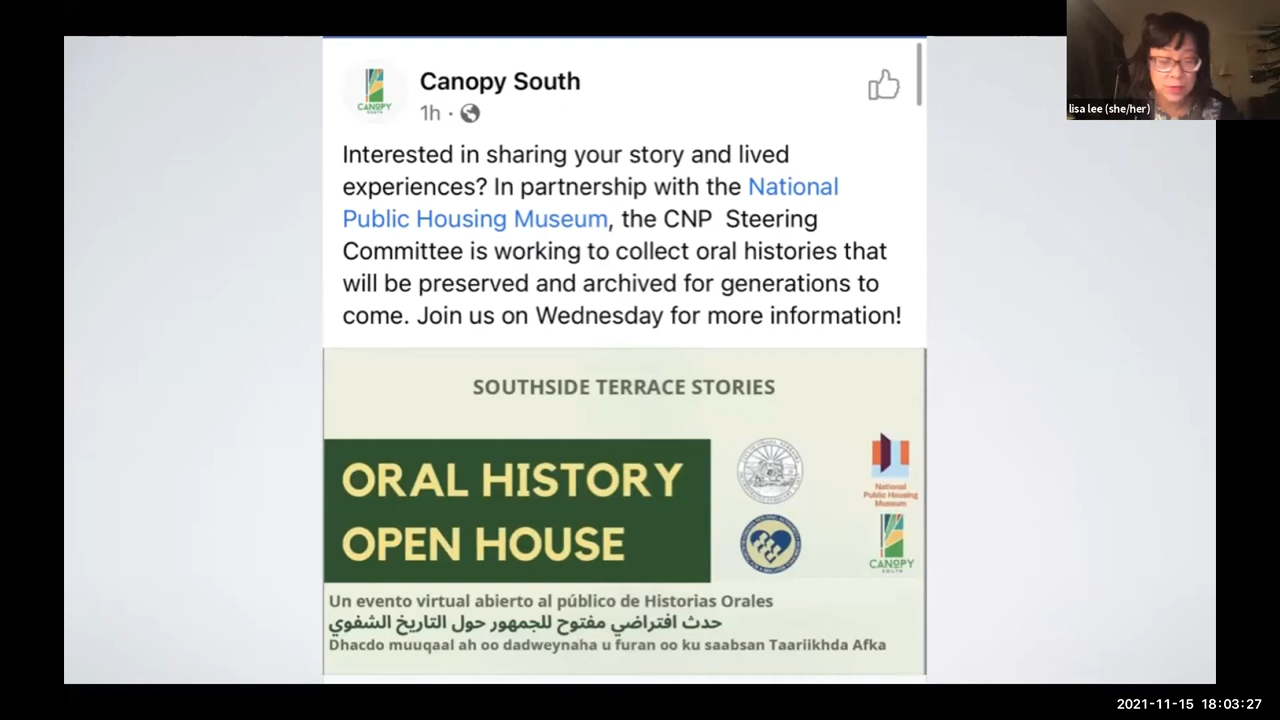 Canopy South
1h ·
Interested in sharing your story and lived
experiences? In partnership with the National
Public Housing Museum, the CNP Steering
Committee is working to collect oral histories that
will be preserved and archived for generations to
come. Join us on Wednesday for more information!
SOUTHSIDE TERRACE STORIES
ORAL HISTORY
OPEN HOUSE
National
Public Housing
Museum
CANOPY
SOUTH
Un evento virtual abierto al público de Historias Orales
حدث افتراضي مفتوح للجمهور حول التاريخ الشفوي
Dhacdo muuqaal ah oo dadweynaha u furan oo ku saabsan Taariikhda Afka
CANOPY
SOUTH
lisa lee (she/her)
2021-11-15 18:03:27